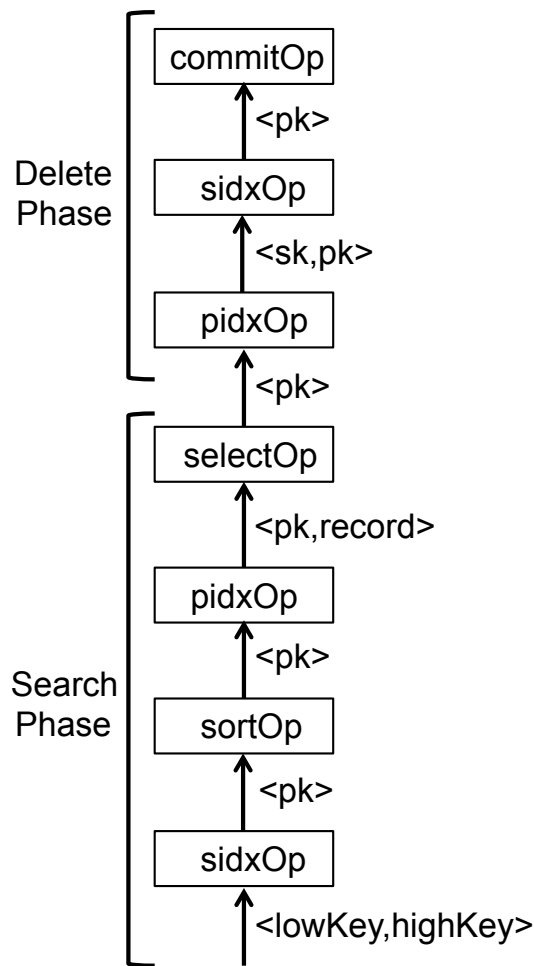 commitOp
<pk>
Delete
Phase
sidxOp
<sk,pk>
pidxOp
<pk>
selectOp
<pk,record>
pidxOp
<pk>
Search
Phase
sortOp
<pk>
sidxOp
<lowKey,highKey>